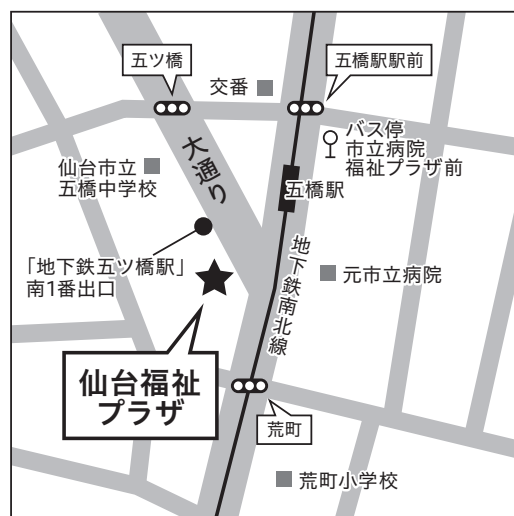 五ツ橋
五橋駅駅前
交番
バス停
市立病院
福祉プラザ前
大通り
仙台市立
五橋中学校
五橋駅
「地下鉄五ツ橋駅」
南1番出口
地下鉄南北線
元市立病院
仙台福祉
プラザ
荒町
荒町小学校